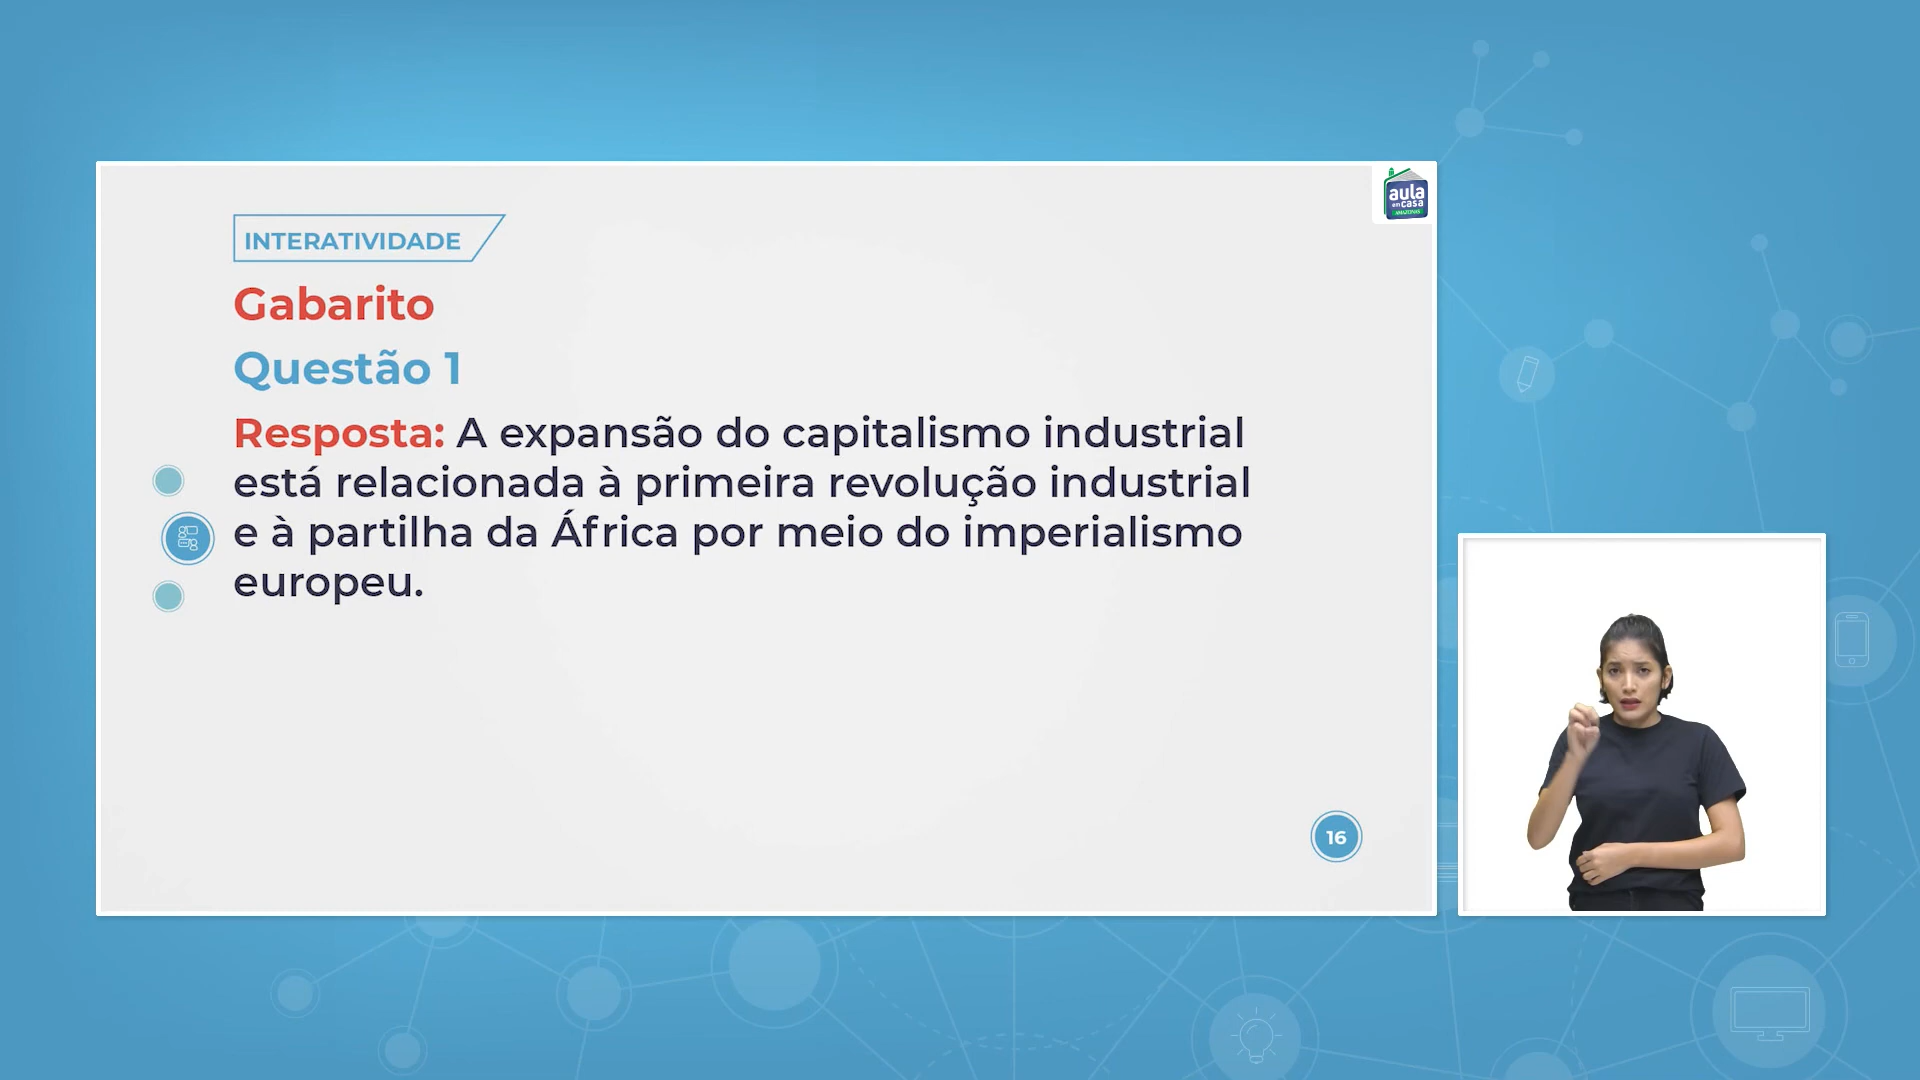 aula
em casa
AMAZONAS
INTERATIVIDADE
Gabarito
Questão 1
Resposta: A expansão do capitalismo industrial
está relacionada à primeira revolução industrial
e à partilha da África por meio do imperialismo
europeu.
16